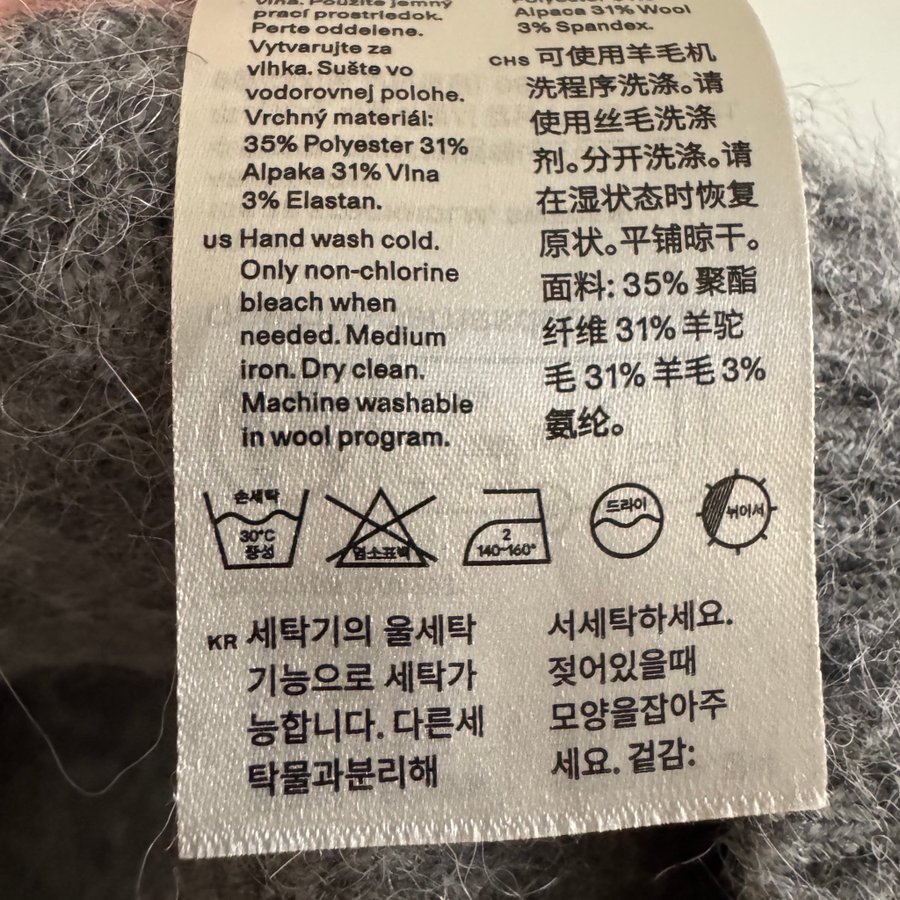 vlna. Použite jemný
prací prostriedok.
Perte oddelene.
Vytvarujte za
vlhka. Sušte vo
vodorovnej polohe.
Vrchný materiál:
35% Polyester 31%
Alpaka 31% Vlna
3% Elastan.
US Hand wash cold.
Only non-chlorine
bleach when
needed. Medium
iron. Dry clean.
Machine washable
in wool program.
Alpaca 31% Wool
3% Spandex.
CHS 可使用羊毛机
洗程序洗涤。请
使用丝毛洗涤
剂。分开洗涤。请
在湿状态时恢复
原状。平铺晾干。
面料: 35% 聚酯
纤维 31% 羊驼
毛 31% 羊毛 3%
氨纶。
손세탁
30°C
중성
염소표백
2
140~160°
드라이
뉘어서
KR 세탁기의 울세탁
기능으로 세탁가
능합니다. 다른세
탁물과분리해
서세탁하세요.
젖어있을때
모양을잡아주
세요. 겉감: